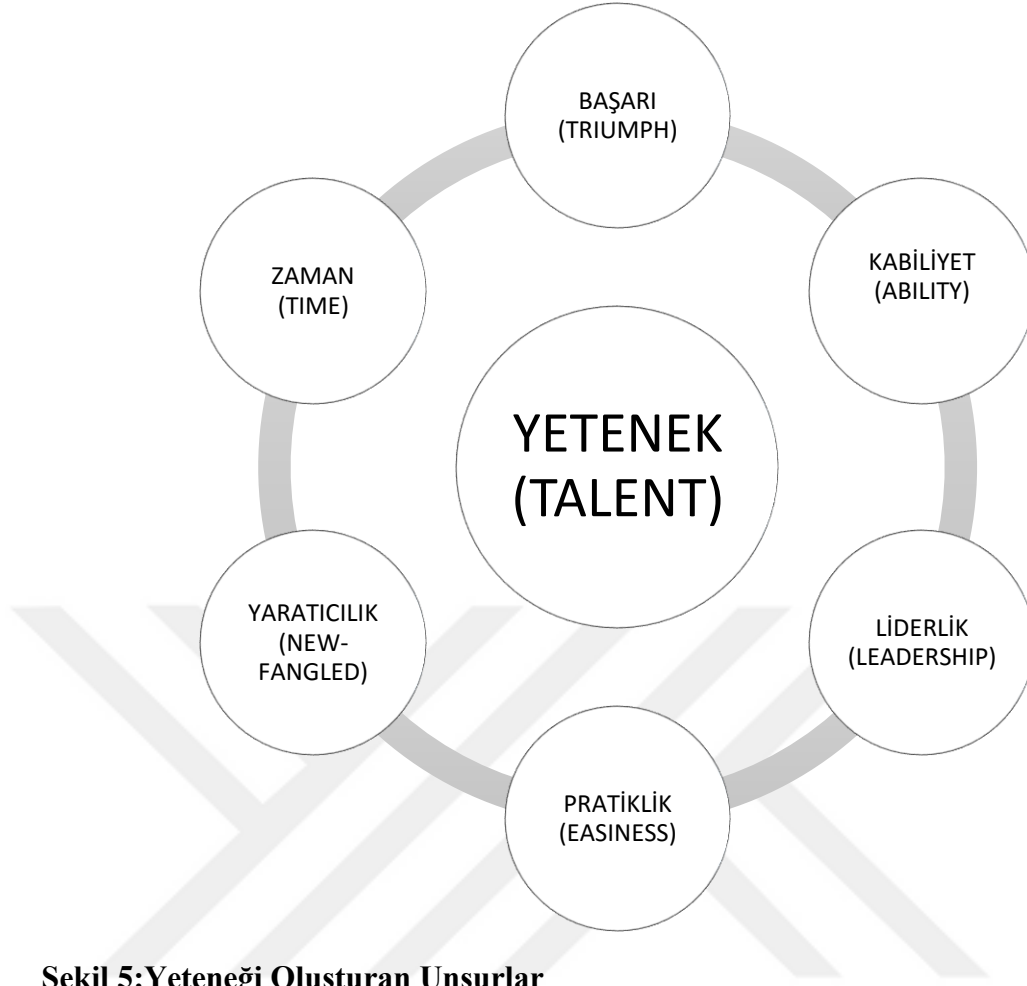 BAŞARI
(TRIUMPH)
KABİLİYET
(ABILITY)
LİDERLİK
(LEADERSHIP)
PRATİKLİK
(EASINESS)
YARATICILIK
(NEW-
FANGLED)
ZAMAN
(TIME)
YETENEK
(TALENT)
Şekil 5:Yeteneği Oluşturan Unsurlar